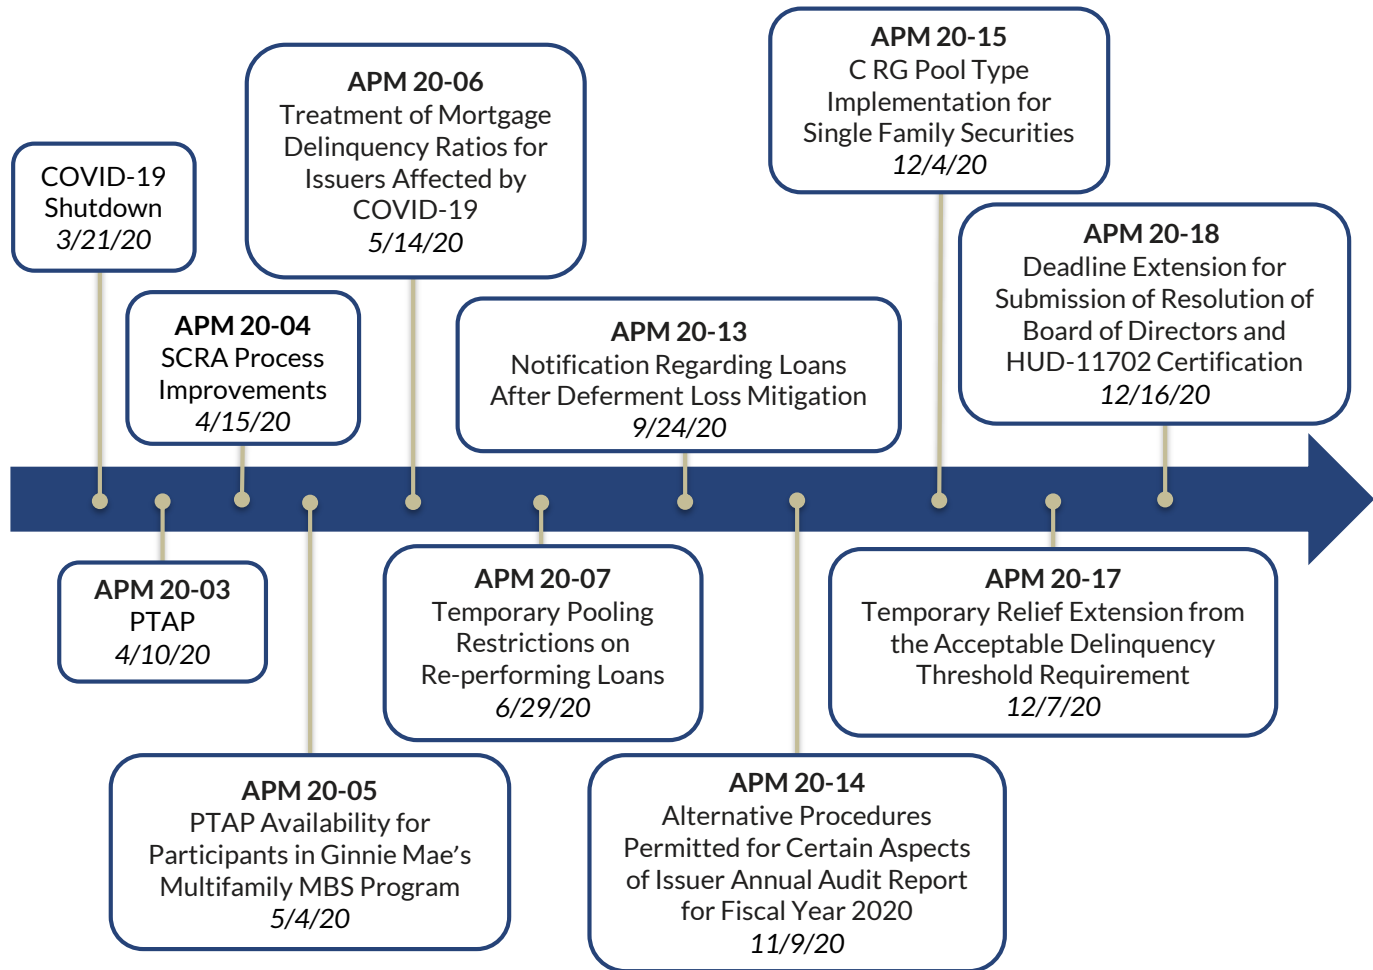 COVID-19
Shutdown
3/21/20
APM 20-03
PTAP
4/10/20
APM 20-04
SCRA Process
Improvements
4/15/20
APM 20-05
PTAP Availability for
Participants in Ginnie Mae’s
Multifamily MBS Program
5/4/20
APM 20-06
Treatment of Mortgage
Delinquency Ratios for
Issuers Affected by
COVID-19
5/14/20
APM 20-07
Temporary Pooling
Restrictions on
Re-performing Loans
6/29/20
APM 20-13
Notification Regarding Loans
After Deferment Loss Mitigation
9/24/20
APM 20-14
Alternative Procedures
Permitted for Certain Aspects
of Issuer Annual Audit Report
for Fiscal Year 2020
11/9/20
APM 20-15
C RG Pool Type
Implementation for
Single Family Securities
12/4/20
APM 20-17
Temporary Relief Extension from
the Acceptable Delinquency
Threshold Requirement
12/7/20
APM 20-18
Deadline Extension for
Submission of Resolution of
Board of Directors and
HUD-11702 Certification
12/16/20